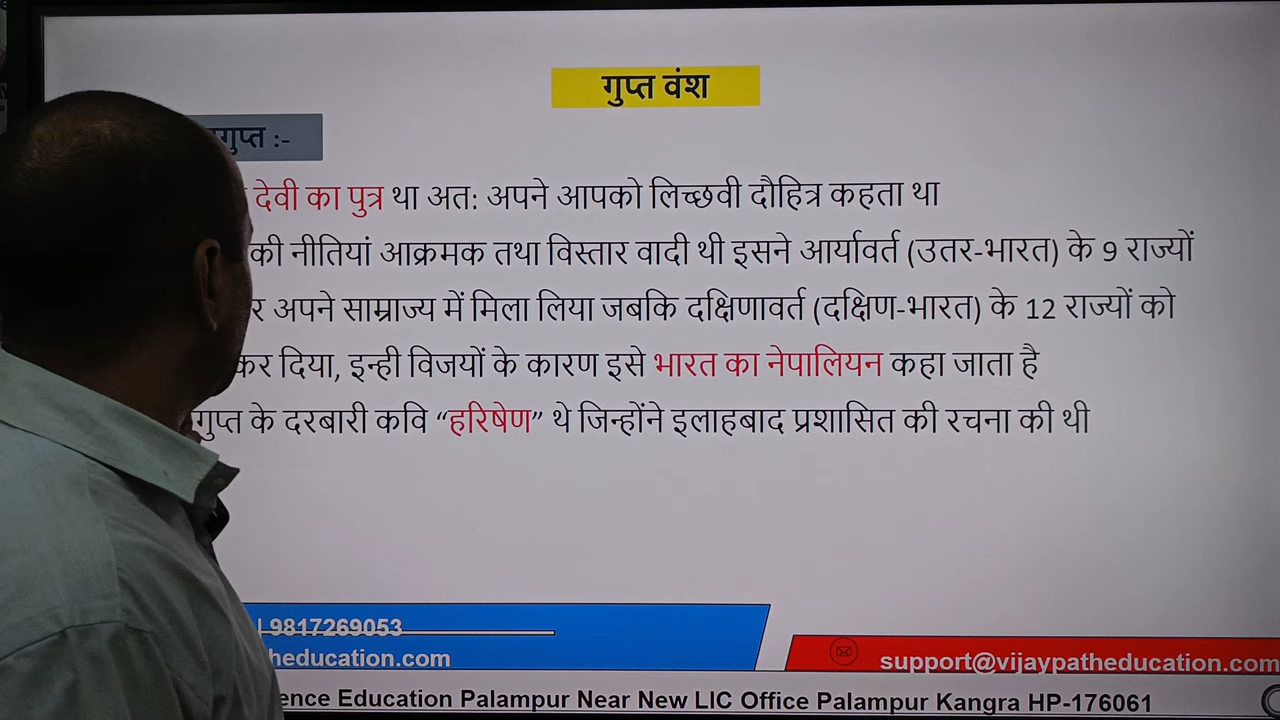 गुप्त वंश
गुप्त :-
देवी का पुत्र था अत: अपने आपको लिच्छवी दौहित्र कहता था
की नीतियां आक्रमक तथा विस्तार वादी थी इसने आर्यावर्त (उतर-भारत) के 9 राज्यों
र अपने साम्राज्य में मिला लिया जबकि दक्षिणावर्त (दक्षिण-भारत) के 12 राज्यों को
कर दिया, इन्ही विजयों के कारण इसे भारत का नेपालियन कहा जाता है
गुप्त के दरबारी कवि “हरिषेण” थे जिन्होंने इलाहबाद प्रशासित की रचना की थी
| 9817269053
heducation.com
support@vijaypatheducation.com
ence Education Palampur Near New LIC Office Palampur Kangra HP-176061